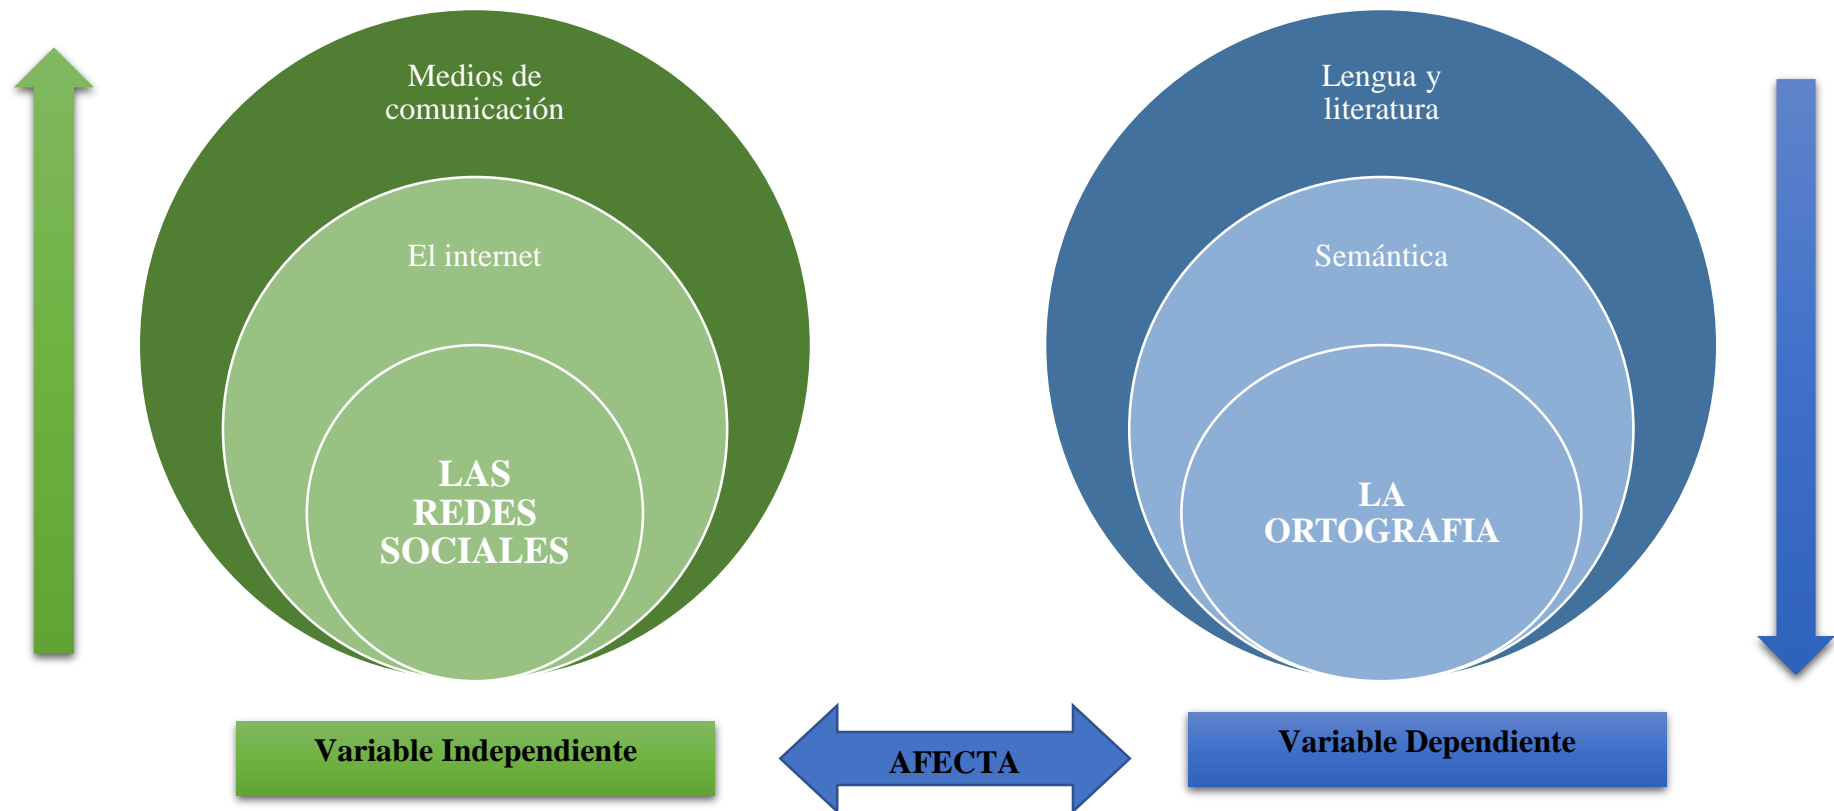 Medios de
comunicación
El internet
LAS
REDES
SOCIALES
Lengua y
literatura
Semántica
LA
ORTOGRAFIA
Variable Independiente
AFECTA
Variable Dependiente